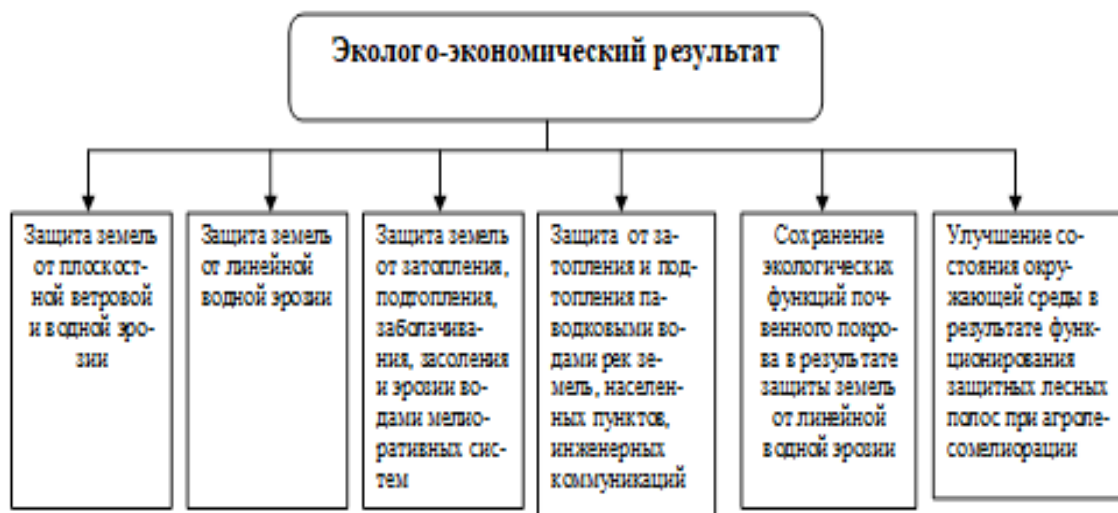 Эколого-экономический результат
Защита земель
от плоскост-
ной ветровой
и водной эро-
зии
Защита земель
от линейной
водной эрозии
Защита земель
от затопления,
подтопления,
заболачива-
ния, засоления
и эрозии во-
дами мелио-
ративных сис-
тем
Защита от за-
топления и под-
топления па-
водковыми во-
дами рек зе-
мель, населен-
ных пунктов,
инженерных
коммуникаций
Сохранение
экологических
функций поч-
венного покро-
ва в результате
защиты земель
от линейной
водной эрозии
Улучшение со-
стояния окру-
жающей среды в
результате функ-
ционирования
защитных лесных
полос при агроле-
сомелиорации